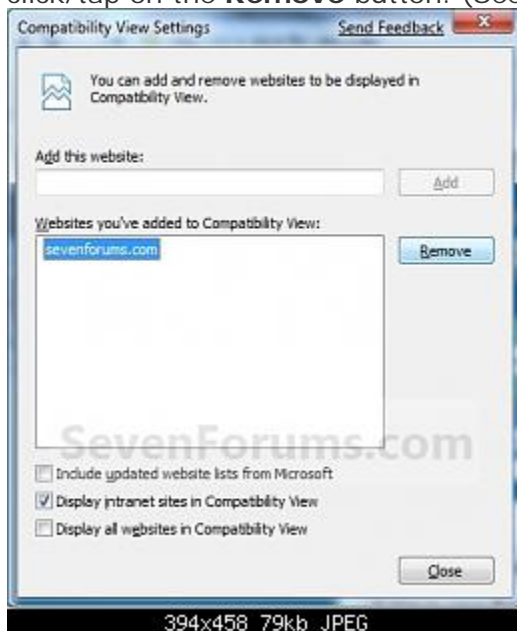 click/tap on the Remove button. (See
Compatibility View Settings
Send Feedback
You can add and remove websites to be displayed in
Compatibility View.
Add this website:
Add
Websites you've added to Compatibility View:
sevenforums.com
Remove
SevenForums.com
Include updated website lists from Microsoft
Display intranet sites in Compatibility View
Display all websites in Compatibility View
Close
394x458 79kb JPEG